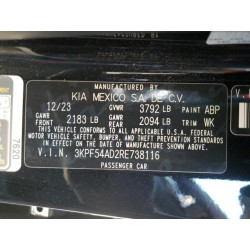 MANUFACTURED BY
KIA MEXICO S.A. DE C.V.
12/23 GVWR 3792 LB PAINT ABP
GAWR FRONT 2183 LB GAWR REAR 2094 LB TRIM WK
THIS VEHICLE CONFORMS TO ALL APPLICABLE U.S.
FEDERAL MOTOR VEHICLE SAFETY, BUMPER, AND THEFT
PREVENTION STANDARDS IN EFFECT ON THE DATE OF
MANUFACTURE SHOWN ABOVE.
V.I.N. 3KPF54AD2RE738116
PASSENGER CAR
7620